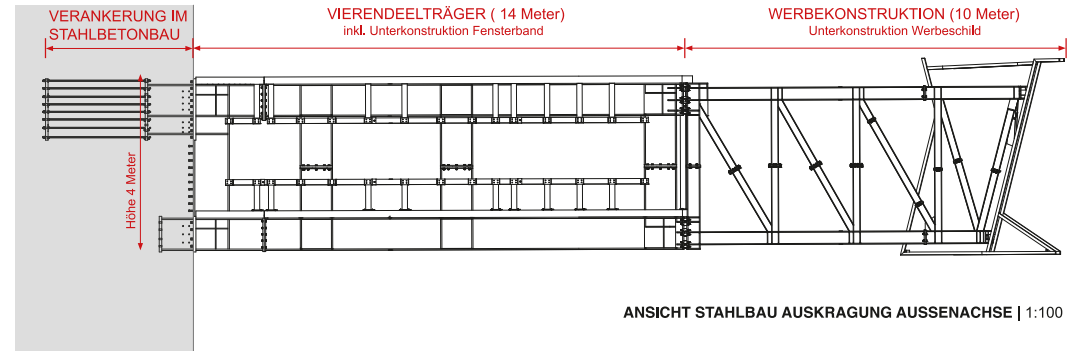 VERANKERUNG IM
STAHLBETONBAU
VIERENDEELTRÄGER ( 14 Meter)
inkl. Unterkonstruktion Fensterband
WERBEKONSTRUKTION (10 Meter)
Unterkonstruktion Werbeschild
Höhe 4 Meter
ANSICHT STAHLBAU AUSKRAGUNG AUSSENACHSE | 1:100